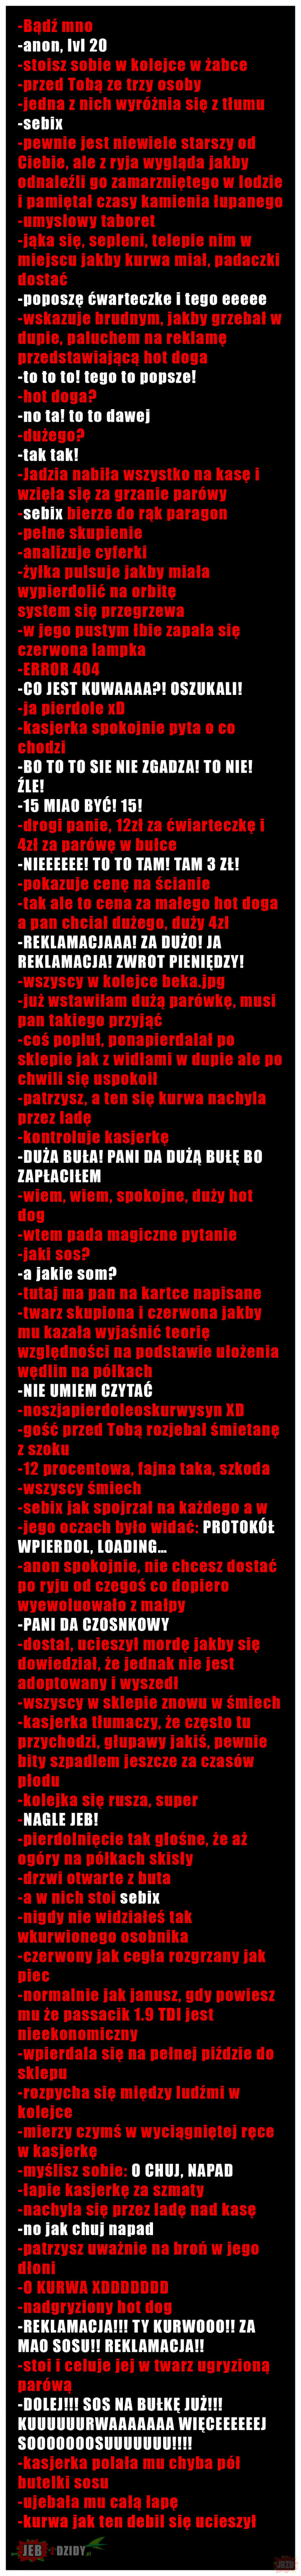 -Bądź mno
-anon, lvl 20
-stoisz sobie w kolejce w żabce
-przed Tobą ze trzy osoby
-jedna z nich wyróżnia się z tłumu
-sebix
-pewnie jest niewiele starszy od
Ciebie, ale z ryja wygląda jakby
odnaleźli go zamarzniętego w lodzie
i pamiętał czasy kamienia łupanego
-umysłowy taboret
-jąka się, sepleni, telepie nim w
miejscu jakby kurwa miał, padaczki
dostać
-poposzę ćwarteczke i tego eeeee
-wskazuje brudnym, jakby grzebał w
dupie, paluchem na reklamę
przedstawiającą hot doga
-to to to! tego to popsze!
-hot doga?
-no ta! to to dawej
-dużego?
-tak tak!
-Jadzia nabiła wszystko na kasę i
wzięła się za grzanie parówy
-sebix bierze do rąk paragon
-pełne skupienie
-analizuje cyferki
-żyłka pulsuje jakby miała
wypierdolić na orbitę
system się przegrzewa
-w jego pustym łbie zapala się
czerwona lampka
-ERROR 404
-CO JEST KUWAAAA?! OSZUKALI!
-ja pierdole xD
-kasjerka spokojnie pyta o co
chodzi
-BO TO TO SIE NIE ZGADZA! TO NIE!
ŹLE!
-15 MIAO BYĆ! 15!
-drogi panie, 12zł za ćwiarteczkę i
4zł za parówę w bułce
-NIEEEEEE! TO TO TAM! TAM 3 ZŁ!
-pokazuje cenę na ścianie
-tak ale to cena za małego hot doga
a pan chciał dużego, duży 4zł
-REKLAMACJAAA! ZA DUŻO! JA
REKLAMACJA! ZWROT PIENIĘDZY!
-wszyscy w kolejce beka.jpg
-już wstawiłam dużą parówkę, musi
pan takiego przyjąć
-coś popluł, ponapierdalał po
sklepie jak z widłami w dupie ale po
chwili się uspokoił
-patrzysz, a ten się kurwa nachyla
przez ladę
-kontroluje kasjerkę
-DUŻA BUŁA! PANI DA DUŻĄ BUŁĘ BO
ZAPŁACIŁEM
-wiem, wiem, spokojne, duży hot
dog
-wtem pada magiczne pytanie
-jaki sos?
-a jakie som?
-tutaj ma pan na kartce napisane
-twarz skupiona i czerwona jakby
mu kazała wyjaśnić teorię
względności na podstawie ułożenia
wędlin na półkach
-NIE UMIEM CZYTAĆ
-noszjapierdoleoskurwysyn XD
-gość przed Tobą rozjebał śmietanę
z szoku
-12 procentowa, fajna taka, szkoda
-wszyscy śmiech
-sebix jak spojrzał na każdego a w
-jego oczach było widać: PROTOKÓŁ
WPIERDOL, LOADING...
-anon spokojnie, nie chcesz dostać
po ryju od czegoś co dopiero
wyewoluowało z małpy
-PANI DA CZOSNKOWY
-dostał, ucieszył mordę jakby się
dowiedział, że jednak nie jest
adoptowany i wyszedł
-wszyscy w sklepie znowu w śmiech
-kasjerka tłumaczy, że często tu
przychodzi, głupawy jakiś, pewnie
bity szpadlem jeszcze za czasów
płodu
-kolejka się rusza, super
-NAGLE JEB!
-pierdolnięcie tak głośne, że aż
ogóry na półkach skisły
-drzwi otwarte z buta
-a w nich stoi sebix
-nigdy nie widziałeś tak
wkurwionego osobnika
-czerwony jak cegła rozgrzany jak
piec
-normalnie jak janusz, gdy powiesz
mu że passacik 1.9 TDI jest
nieekonomiczny
-wpierdala się na pełnej piździe do
sklepu
-rozpycha się między ludźmi w
kolejce
-mierzy czymś w wyciągniętej ręce
w kasjerkę
-myślisz sobie: O CHUJ, NAPAD
-łapie kasjerkę za szmaty
-nachyla się przez ladę nad kasę
-no jak chuj napad
-patrzysz uważnie na broń w jego
dłoni
-O KURWA XDDDDDDD
-nadgryziony hot dog
-REKLAMACJA!!! TY KURWOOO!! ZA
MAO SOSU!! REKLAMACJA!!
-stoi i celuje jej w twarz ugryzioną
parówą
-DOLEJ!!! SOS NA BUŁKĘ JUŻ!!!
KUUUUUURWAAAAAAA WIĘCEEEEEEJ
SOOOOOOOSUUUUUUU!!!!
-kasjerka polała mu chyba pół
butelki sosu
-ujebała mu całą łapę
-kurwa jak ten debil się ucieszył
JEB Z DZIDY.pl
JEB